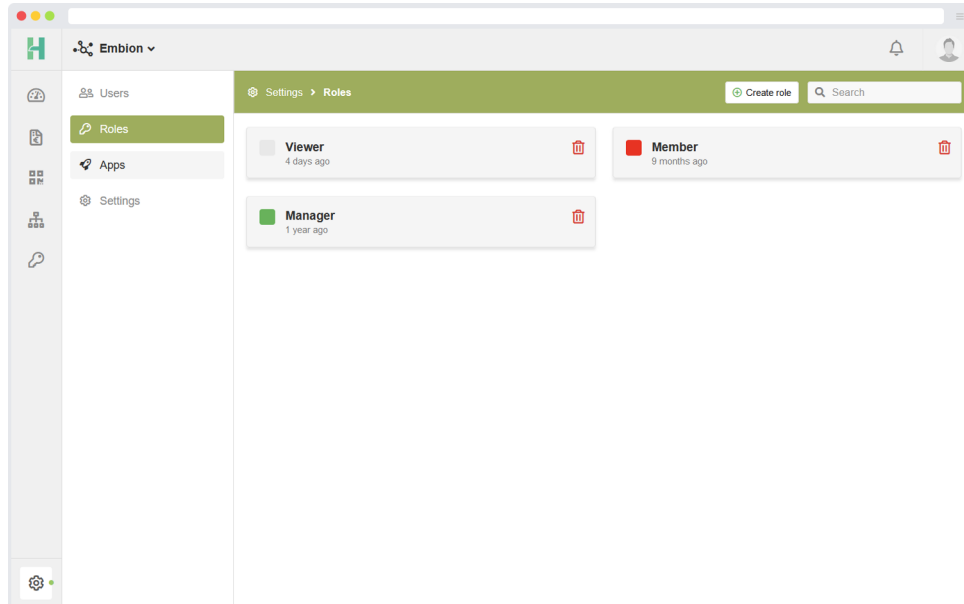 H
Embion
Users
Roles
Apps
Settings
Settings > Roles
Create role
Search
Viewer
4 days ago
Member
9 months ago
Manager
1 year ago